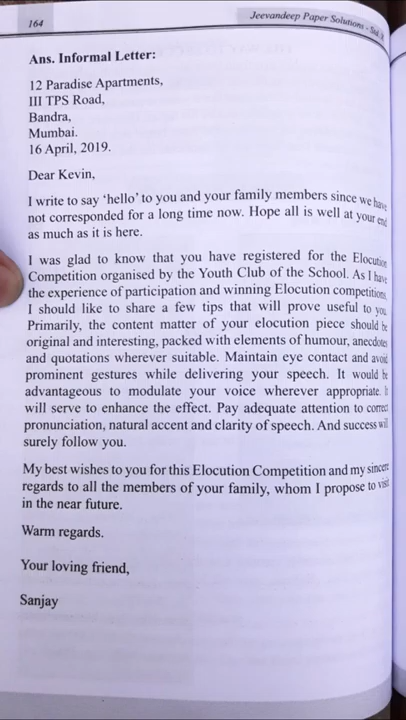 164
Jeevandeep Paper Solutions - Std. X
Ans. Informal Letter:
12 Paradise Apartments,
III TPS Road,
Bandra,
Mumbai.
16 April, 2019.
Dear Kevin,
I write to say 'hello' to you and your family members since we have
not corresponded for a long time now. Hope all is well at your end
as much as it is here.
I was glad to know that you have registered for the Elocution
Competition organised by the Youth Club of the School. As I have
the experience of participation and winning Elocution competitions,
I should like to share a few tips that will prove useful to you.
Primarily, the content matter of your elocution piece should be
original and interesting, packed with elements of humour, anecdotes
and quotations wherever suitable. Maintain eye contact and avoid
prominent gestures while delivering your speech. It would be
advantageous to modulate your voice wherever appropriate. It
will serve to enhance the effect. Pay adequate attention to correct
pronunciation, natural accent and clarity of speech. And success will
surely follow you.
My best wishes to you for this Elocution Competition and my sincere
regards to all the members of your family, whom I propose to visit
in the near future.
Warm regards.
Your loving friend,
Sanjay